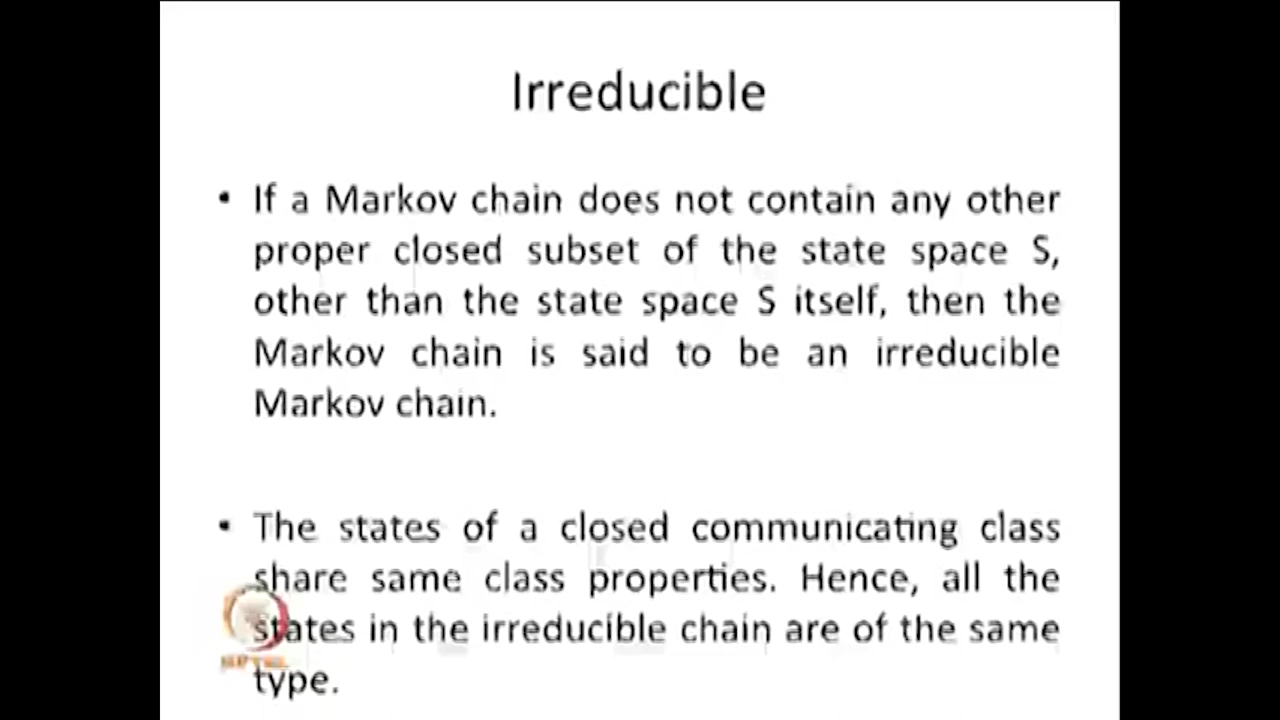 Irreducible
• If a Markov chain does not contain any other
proper closed subset of the state space S,
other than the state space S itself, then the
Markov chain is said to be an irreducible
Markov chain.
• The states of a closed communicating class
share same class properties. Hence, all the
states in the irreducible chain are of the same
type.
NPTEL